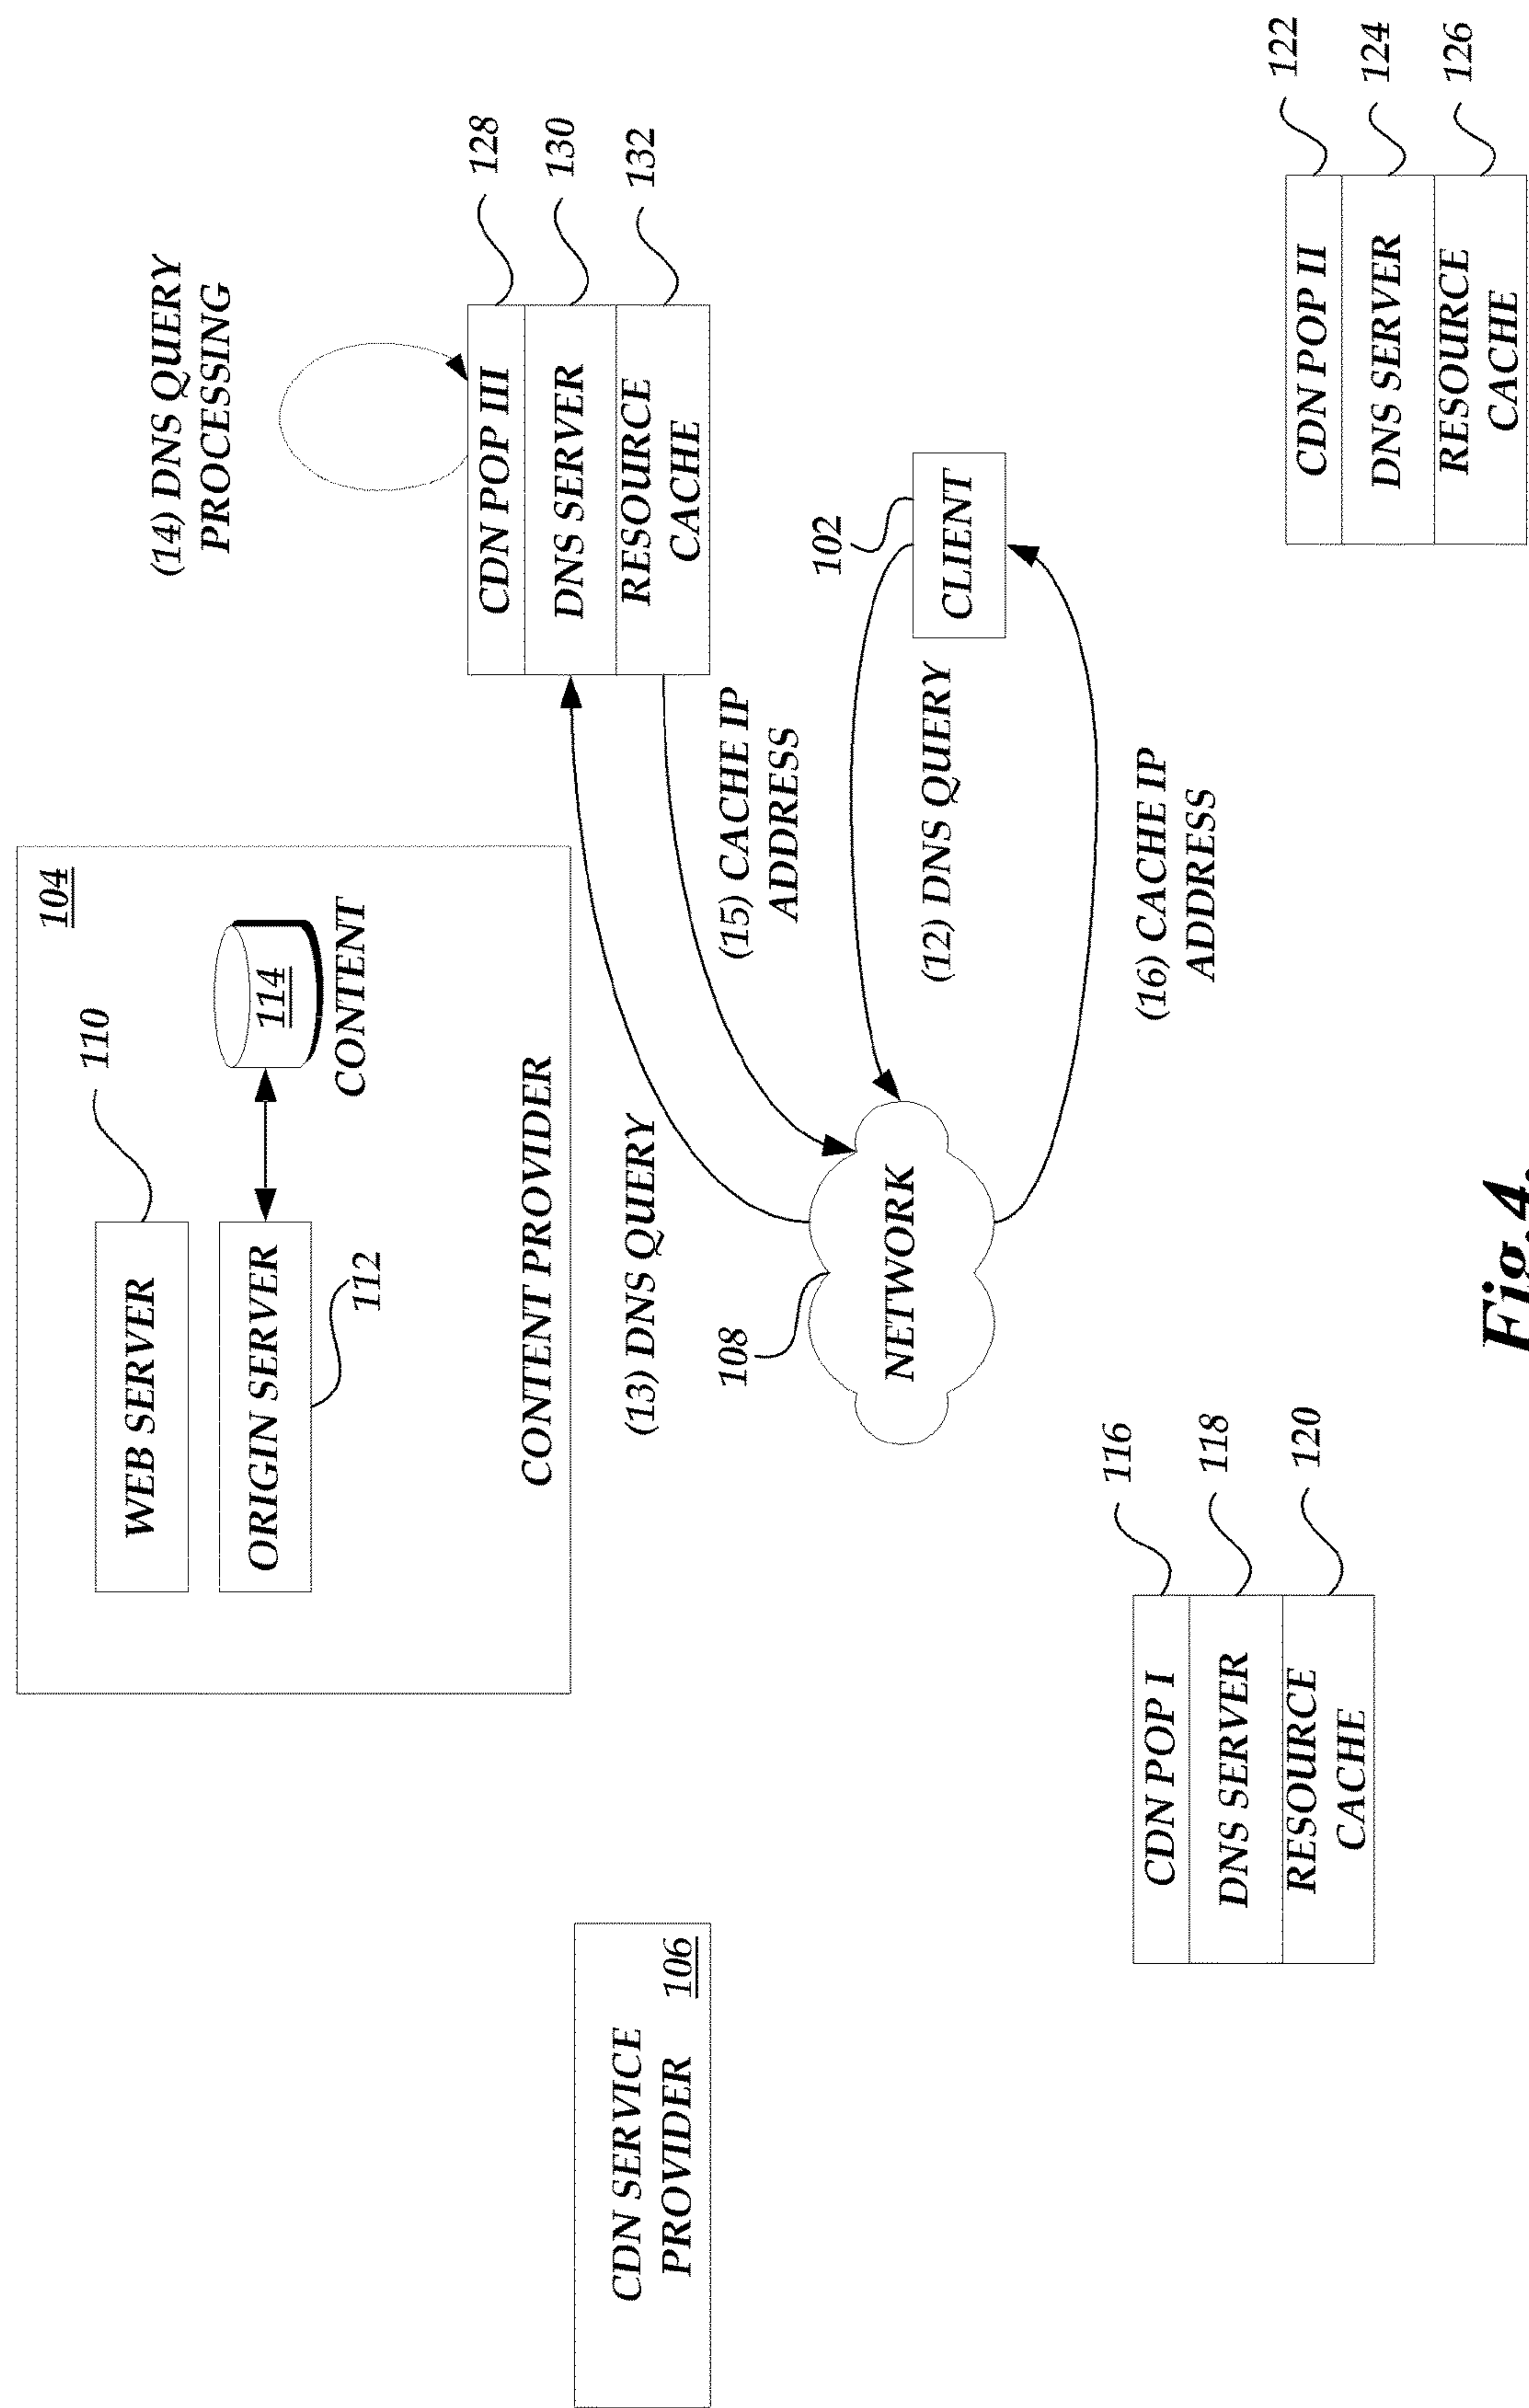 104
WEB SERVER
110
ORIGIN SERVER
112
114
CONTENT
CONTENT PROVIDER
(14) DNS QUERY
PROCESSING
CDN SERVICE
PROVIDER
106
CDN POP III
DNS SERVER
RESOURCE
CACHE
128
130
132
(13) DNS QUERY
(15) CACHE IP
ADDRESS
108
NETWORK
102
CLIENT
(12) DNS QUERY
(16) CACHE IP
ADDRESS
CDN POP I
DNS SERVER
RESOURCE
CACHE
116
118
120
CDN POP II
DNS SERVER
RESOURCE
CACHE
122
124
126
Fig.4.